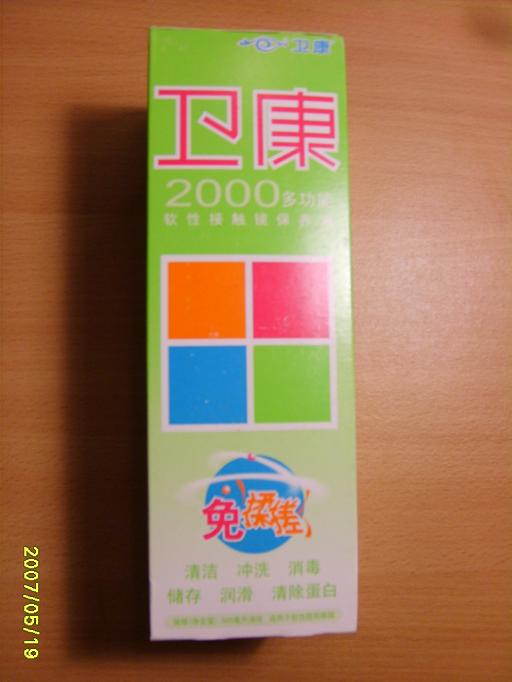 卫康
卫康
2000多功能
软性接触镜保养液
免揉搓
清洁 冲洗 消毒
储存 润滑 清除蛋白
2007/05/19